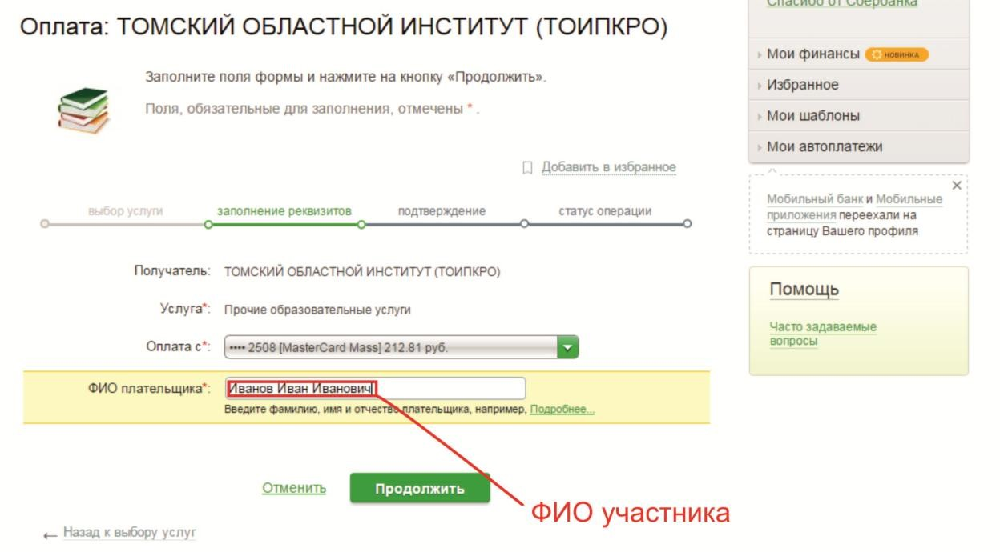 Спасибо от Сбербанка
Оплата: ТОМСКИЙ ОБЛАСТНОЙ ИНСТИТУТ (ТОИПКРО)
Заполните поля формы и нажмите на кнопку «Продолжить».
Поля, обязательные для заполнения, отмечены * .
Добавить в избранное
выбор услуги заполнение реквизитов подтверждение статус операции
Получатель: ТОМСКИЙ ОБЛАСТНОЙ ИНСТИТУТ (ТОИПКРО)
Услуга*: Прочие образовательные услуги
Оплата с*: •••• 2508 [MasterCard Mass] 212.81 руб.
ФИО плательщика*: Иванов Иван Иванович
Введите фамилию, имя и отчество плательщика, например, Подробнее...
Отменить Продолжить
ФИО участника
← Назад к выбору услуг
Мои финансы НОВИНКА
Избранное
Мои шаблоны
Мои автоплатежи
Мобильный банк и Мобильные
приложения переехали на
страницу Вашего профиля
Помощь
Часто задаваемые
вопросы